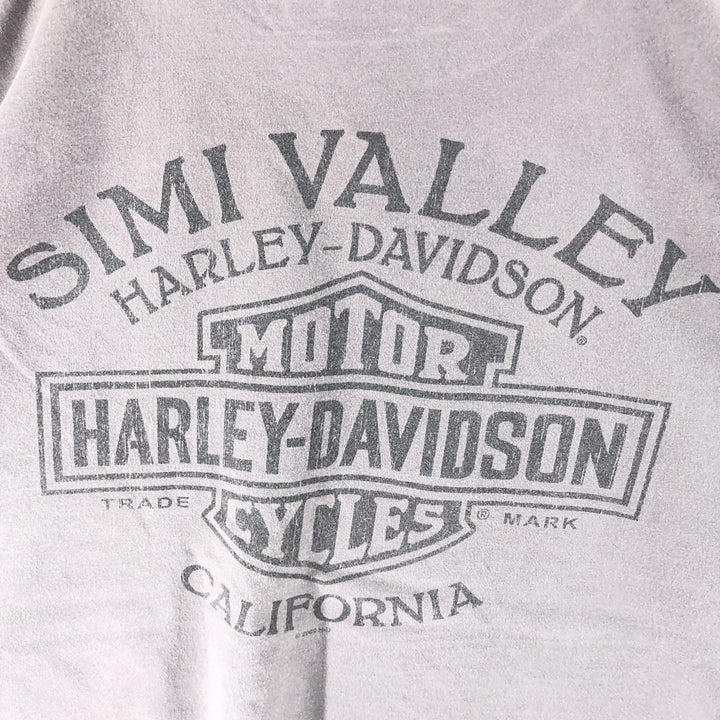 SIMI VALLEY
HARLEY-DAVIDSON®
MOTOR
HARLEY-DAVIDSON
TRADE CYCLES ® MARK
CALIFORNIA